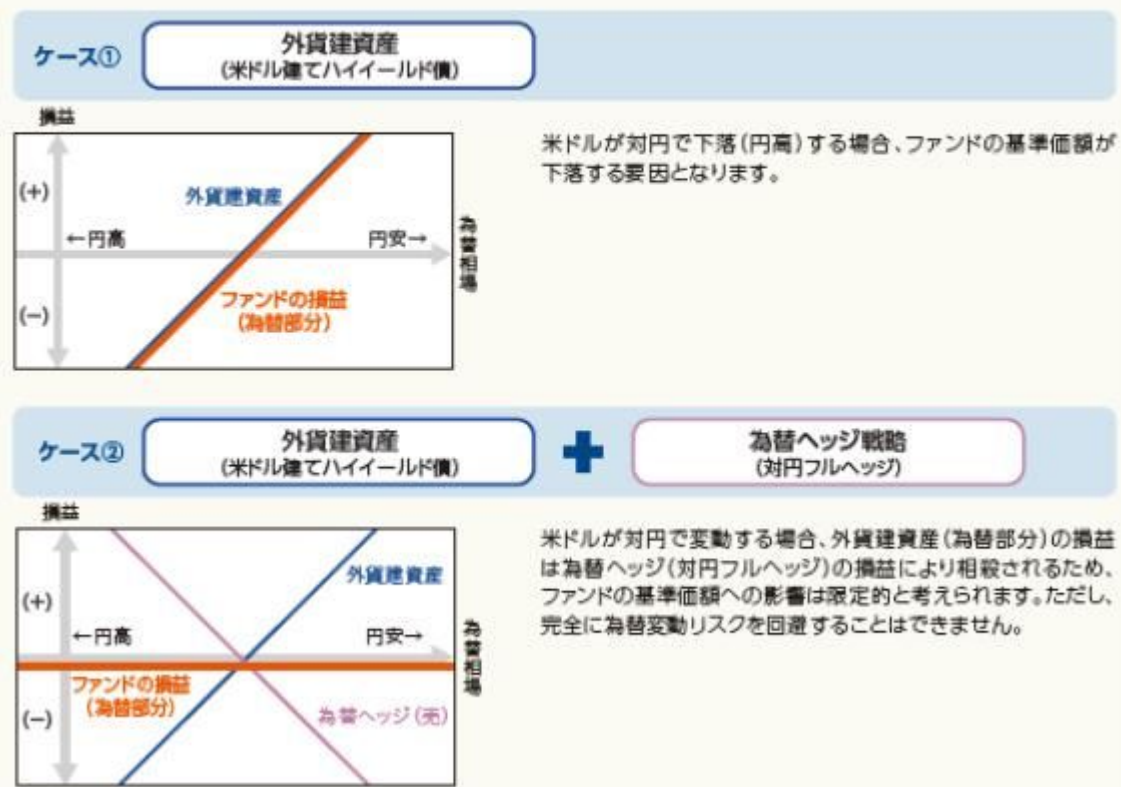 ケース①
外貨建資産
(米ドル建てハイイールド債)
損益
米ドルが対円で下落(円高)する場合、ファンドの基準価額が
下落する要因となります。
(+)
外貨建資産
←円高
円安→
為替相場
ファンドの損益
(為替部分)
(−)
ケース②
外貨建資産
(米ドル建てハイイールド債)
為替ヘッジ戦略
(対円フルヘッジ)
損益
米ドルが対円で変動する場合、外貨建資産(為替部分)の損益
は為替ヘッジ(対円フルヘッジ)の損益により相殺されるため、
ファンドの基準価額への影響は限定的と考えられます。ただし、
完全に為替変動リスクを回避することはできません。
外貨建資産
(+)
←円高
円安→
為替相場
ファンドの損益
(為替部分)
(−)
為替ヘッジ(売)